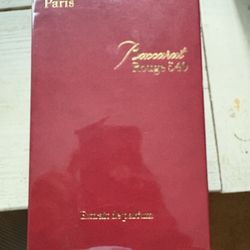 Paris
Baccarat
Rouge 540
Extrait de parfum